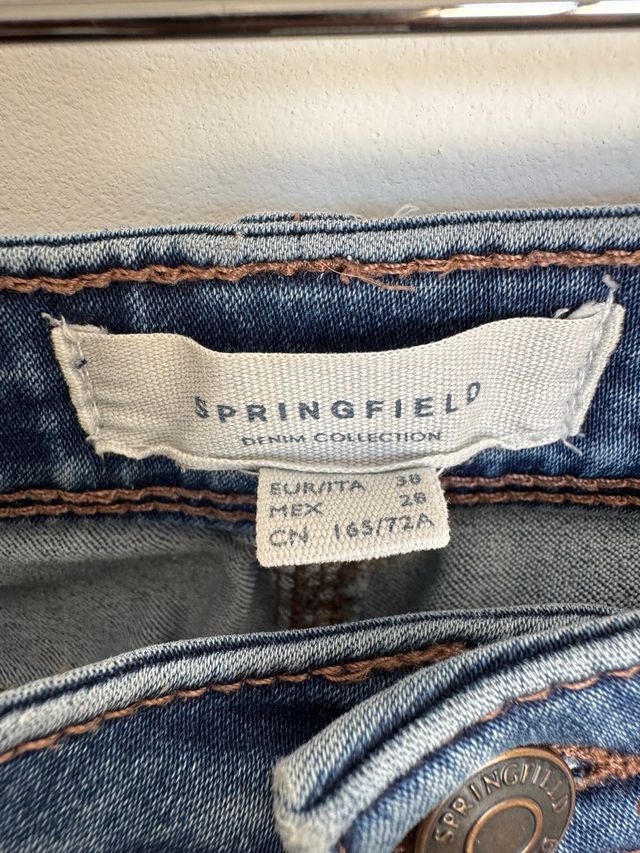 SPRINGFIELD
DENIM COLLECTION
EUR/ITA 38
MEX 28
CN 165/72A
SPRINGFIELD